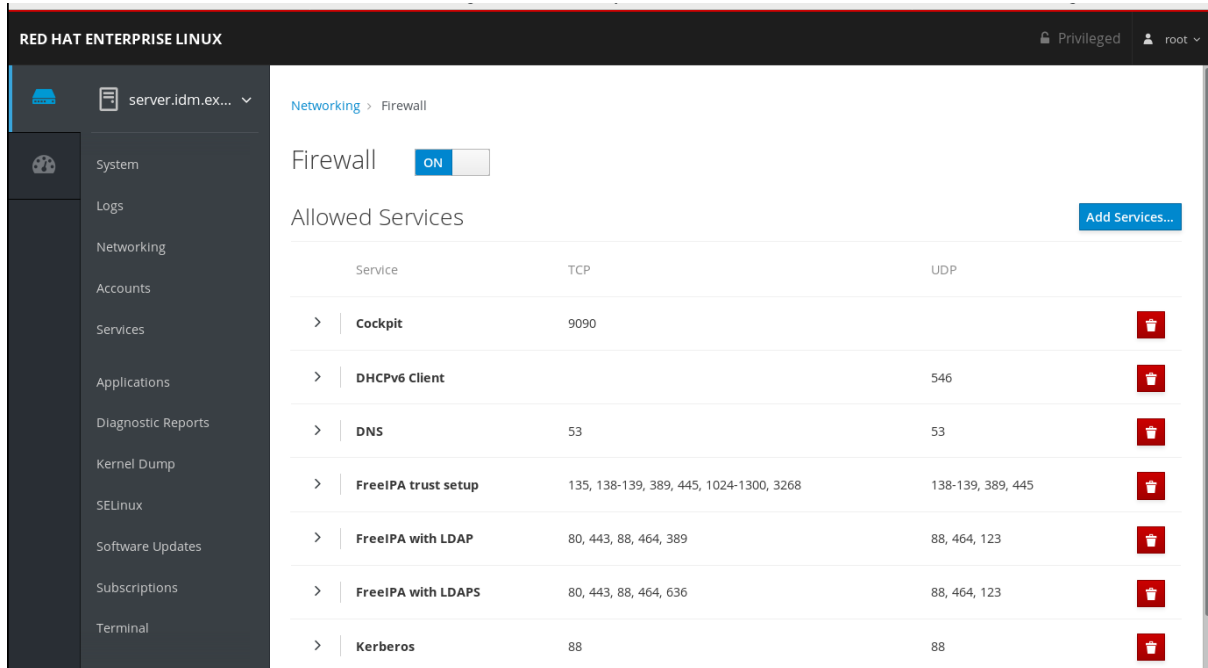 RED HAT ENTERPRISE LINUX
Privileged
root
server.idm.ex...
System
Logs
Networking
Accounts
Services
Applications
Diagnostic Reports
Kernel Dump
SELinux
Software Updates
Subscriptions
Terminal
Networking > Firewall
Firewall ON
Allowed Services
Add Services...
Service TCP UDP
Cockpit 9090
DHCPv6 Client 546
DNS 53 53
FreeIPA trust setup 135, 138-139, 389, 445, 1024-1300, 3268 138-139, 389, 445
FreeIPA with LDAP 80, 443, 88, 464, 389 88, 464, 123
FreeIPA with LDAPS 80, 443, 88, 464, 636 88, 464, 123
Kerberos 88 88